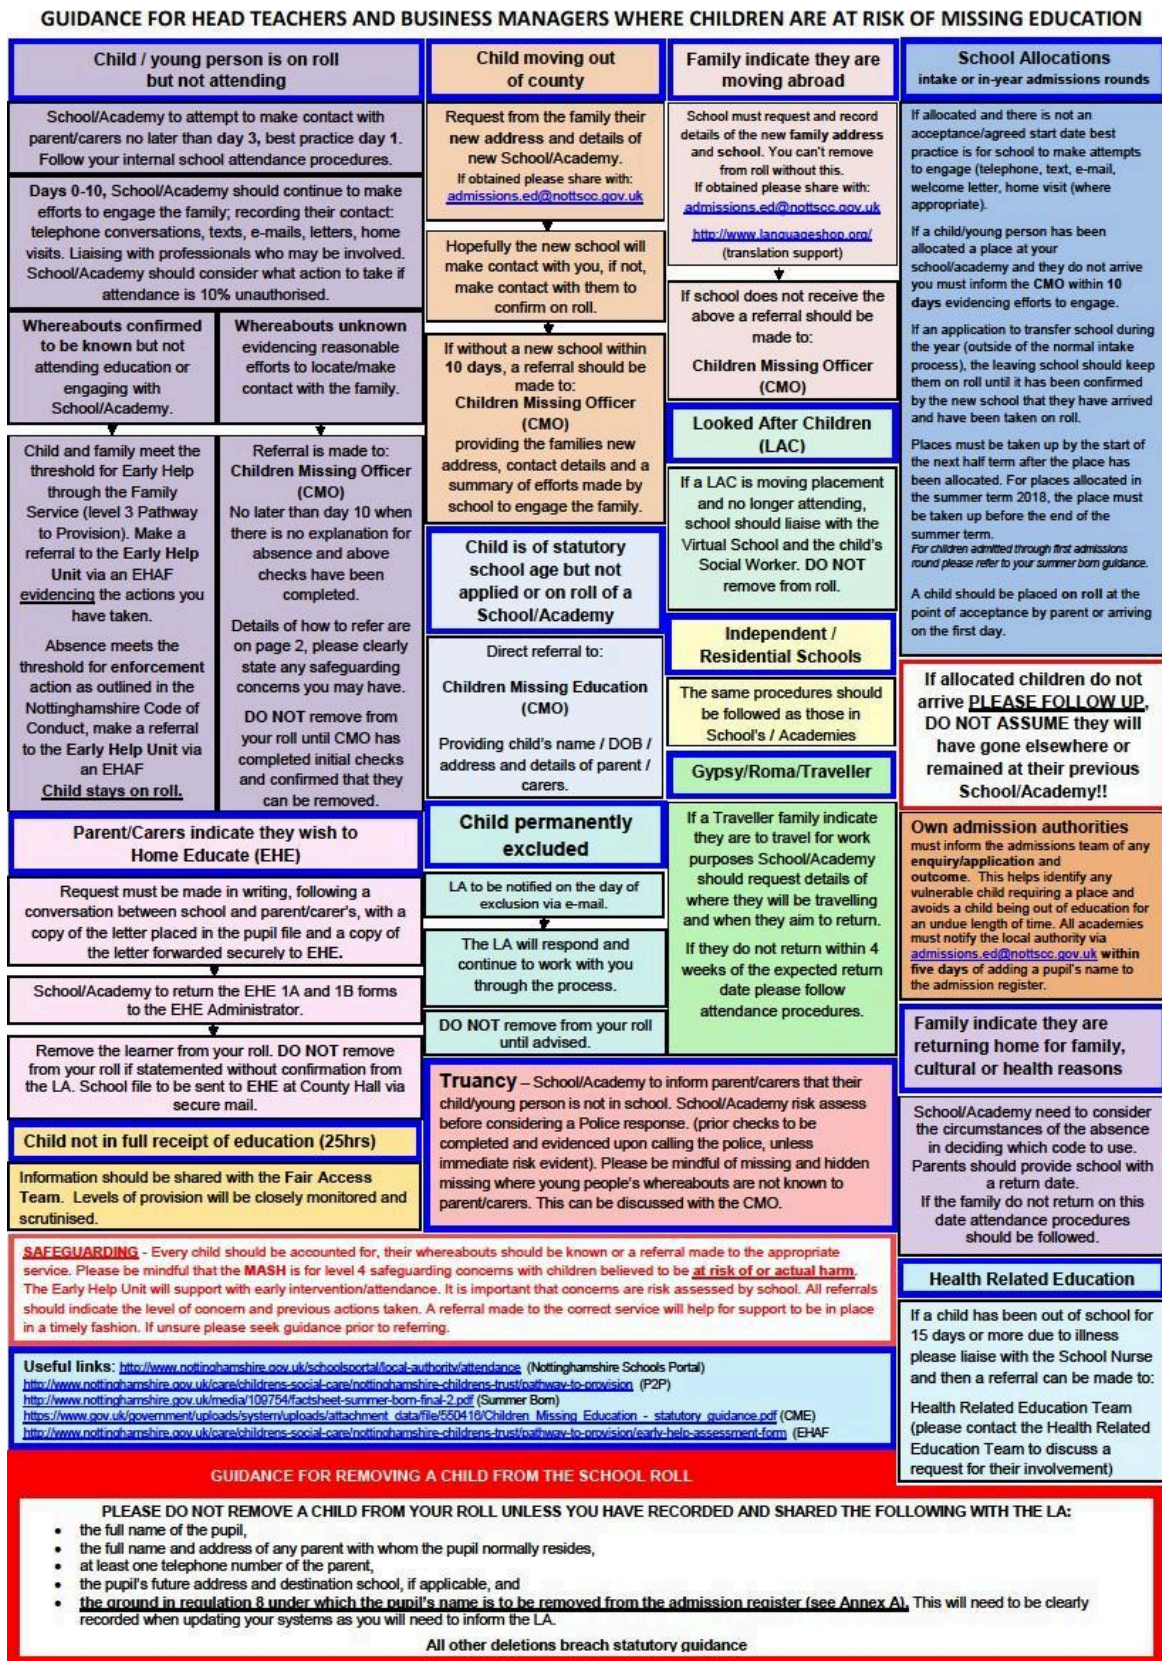 GUIDANCE FOR HEAD TEACHERS AND BUSINESS MANAGERS WHERE CHILDREN ARE AT RISK OF MISSING EDUCATION
Child / young person is on roll
but not attending
School/Academy to attempt to make contact with
parent/carers no later than day 3, best practice day 1.
Follow your internal school attendance procedures.
Days 0-10, School/Academy should continue to make
efforts to engage the family; recording their contact:
telephone conversations, texts, e-mails, letters, home
visits. Liaising with professionals who may be involved.
School/Academy should consider what action to take if
attendance is 10% unauthorised.
Whereabouts confirmed
to be known but not
attending education or
engaging with
School/Academy.
Child and family meet the
threshold for Early Help
through the Family
Service (level 3 Pathway
to Provision). Make a
referral to the Early Help
Unit via an EHAF
evidencing the actions you
have taken.
Absence meets the
threshold for enforcement
action as outlined in the
Nottinghamshire Code of
Conduct, make a referral
to the Early Help Unit via
an EHAF
Child stays on roll.
Whereabouts unknown
evidencing reasonable
efforts to locate/make
contact with the family.
Referral is made to:
Children Missing Officer
(CMO)
No later than day 10 when
there is no explanation for
absence and above
checks have been
completed.
Details of how to refer are
on page 2, please clearly
state any safeguarding
concerns you may have.
DO NOT remove from
your roll until CMO has
completed initial checks
and confirmed that they
can be removed.
Parent/Carers indicate they wish to
Home Educate (EHE)
Request must be made in writing, following a
conversation between school and parent/carer's, with a
copy of the letter placed in the pupil file and a copy of
the letter forwarded securely to EHE.
School/Academy to return the EHE 1A and 1B forms
to the EHE Administrator.
Remove the learner from your roll. DO NOT remove
from your roll if statemented without confirmation from
the LA. School file to be sent to EHE at County Hall via
secure mail.
Child not in full receipt of education (25hrs)
Information should be shared with the Fair Access
Team. Levels of provision will be closely monitored and
scrutinised.
Child moving out
of county
Request from the family their
new address and details of
new School/Academy.
If obtained please share with:
admissions.ed@nottscc.gov.uk
Hopefully the new school will
make contact with you, if not,
make contact with them to
confirm on roll.
If without a new school within
10 days, a referral should be
made to:
Children Missing Officer
(CMO)
providing the families new
address, contact details and a
summary of efforts made by
school to engage the family.
Child is of statutory
school age but not
applied or on roll of a
School/Academy
Direct referral to:
Children Missing Education
(CMO)
Providing child's name / DOB /
address and details of parent /
carers.
Child permanently
excluded
LA to be notified on the day of
exclusion via e-mail.
The LA will respond and
continue to work with you
through the process.
DO NOT remove from your roll
until advised.
Family indicate they are
moving abroad
School must request and record
details of the new family address
and school. You can't remove
from roll without this.
If obtained please share with:
admissions.ed@nottscc.gov.uk
http://www.languageshop.org/
(translation support)
If school does not receive the
above a referral should be
made to:
Children Missing Officer
(CMO)
Looked After Children
(LAC)
If a LAC is moving placement
and no longer attending,
school should liaise with the
Virtual School and the child's
Social Worker. DO NOT
remove from roll.
Independent /
Residential Schools
The same procedures should
be followed as those in
School's / Academies
Gypsy/Roma/Traveller
If a Traveller family indicate
they are to travel for work
purposes School/Academy
should request details of
where they will be travelling
and when they aim to return.
If they do not return within 4
weeks of the expected return
date please follow
attendance procedures.
Truancy – School/Academy to inform parent/carers that their
child/young person is not in school. School/Academy risk assess
before considering a Police response. (prior checks to be
completed and evidenced upon calling the police, unless
immediate risk evident). Please be mindful of missing and hidden
missing where young people's whereabouts are not known to
parent/carers. This can be discussed with the CMO.
School Allocations
intake or in-year admissions rounds
If allocated and there is not an
acceptance/agreed start date best
practice is for school to make attempts
to engage (telephone, text, e-mail,
welcome letter, home visit (where
appropriate).
If a child/young person has been
allocated a place at your
school/academy and they do not arrive
you must inform the CMO within 10
days evidencing efforts to engage.
If an application to transfer school during
the year (outside of the normal intake
process), the leaving school should keep
them on roll until it has been confirmed
by the new school that they have arrived
and have been taken on roll.
Places must be taken up by the start of
the next half term after the place has
been allocated. For places allocated in
the summer term 2018, the place must
be taken up before the end of the
summer term.
For children admitted through first admissions
round please refer to your summer born guidance.
A child should be placed on roll at the
point of acceptance by parent or arriving
on the first day.
If allocated children do not
arrive PLEASE FOLLOW UP,
DO NOT ASSUME they will
have gone elsewhere or
remained at their previous
School/Academy!!
Own admission authorities
must inform the admissions team of any
enquiry/application and
outcome. This helps identify any
vulnerable child requiring a place and
avoids a child being out of education for
an undue length of time. All academies
must notify the local authority via
admissions.ed@nottscc.gov.uk within
five days of adding a pupil's name to
the admission register.
Family indicate they are
returning home for family,
cultural or health reasons
School/Academy need to consider
the circumstances of the absence
in deciding which code to use.
Parents should provide school with
a return date.
If the family do not return on this
date attendance procedures
should be followed.
Health Related Education
If a child has been out of school for
15 days or more due to illness
please liaise with the School Nurse
and then a referral can be made to:
Health Related Education Team
(please contact the Health Related
Education Team to discuss a
request for their involvement)
SAFEGUARDING - Every child should be accounted for, their whereabouts should be known or a referral made to the appropriate
service. Please be mindful that the MASH is for level 4 safeguarding concerns with children believed to be at risk of or actual harm.
The Early Help Unit will support with early intervention/attendance. It is important that concerns are risk assessed by school. All referrals
should indicate the level of concern and previous actions taken. A referral made to the correct service will help for support to be in place
in a timely fashion. If unsure please seek guidance prior to referring.
Useful links: http://www.nottinghamshire.gov.uk/schoolsportal/local-authority/attendance (Nottinghamshire Schools Portal)
http://www.nottinghamshire.gov.uk/care/childrens-social-care/nottinghamshire-childrens-trust/pathway-to-provision (P2P)
http://www.nottinghamshire.gov.uk/media/109754/factsheet-summer-born-final-2.pdf (Summer Born)
https://www.gov.uk/government/uploads/system/uploads/attachment_data/file/550416/Children_Missing_Education_-_statutory_guidance.pdf (CME)
http://www.nottinghamshire.gov.uk/care/childrens-social-care/nottinghamshire-childrens-trust/pathway-to-provision/early-help-assessment-form (EHAF
GUIDANCE FOR REMOVING A CHILD FROM THE SCHOOL ROLL
PLEASE DO NOT REMOVE A CHILD FROM YOUR ROLL UNLESS YOU HAVE RECORDED AND SHARED THE FOLLOWING WITH THE LA:
• the full name of the pupil,
• the full name and address of any parent with whom the pupil normally resides,
• at least one telephone number of the parent,
• the pupil's future address and destination school, if applicable, and
• the ground in regulation 8 under which the pupil's name is to be removed from the admission register (see Annex A). This will need to be clearly
recorded when updating your systems as you will need to inform the LA.
All other deletions breach statutory guidance